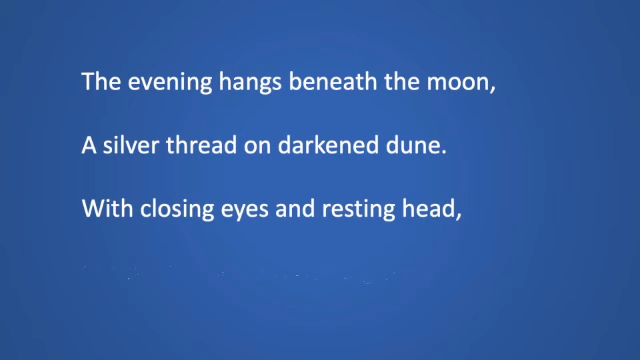 The evening hangs beneath the moon,
A silver thread on darkened dune.
With closing eyes and resting head,